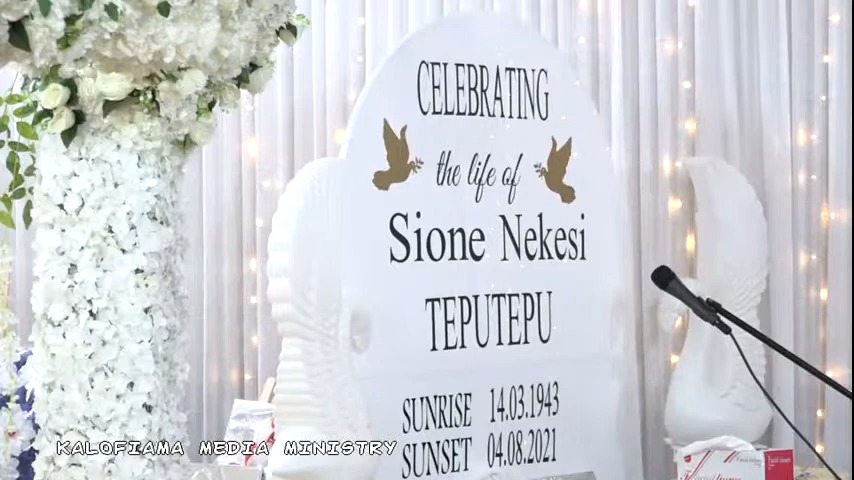 CELEBRATING
the life of
Sione Nekesi
TEPUTEPU
SUNRISE 14.03.1943
SUNSET 04.08.2021
KALOFIAMA MEDIA MINISTRY